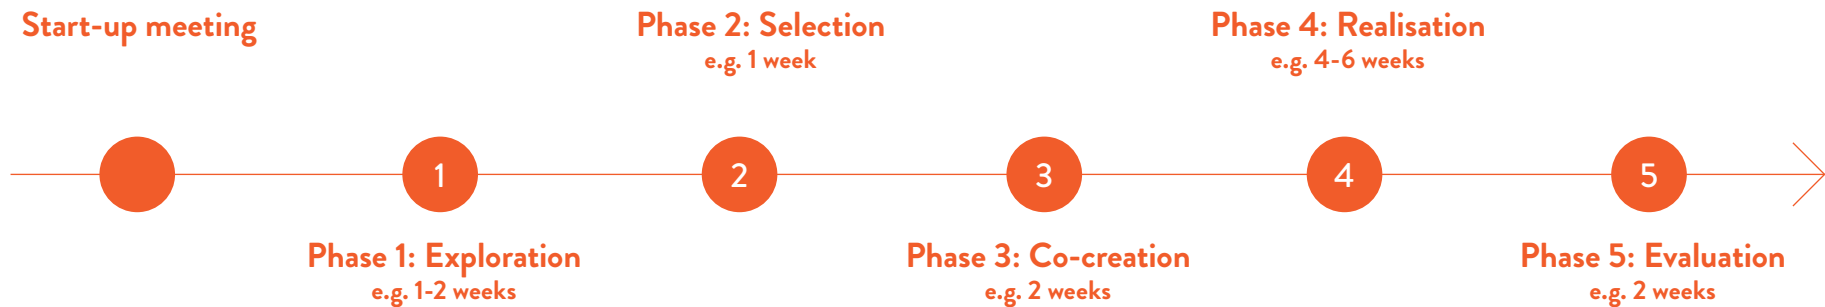 Start-up meeting
Phase 2: Selection
e.g. 1 week
Phase 4: Realisation
e.g. 4-6 weeks
1
2
3
4
5
Phase 1: Exploration
e.g. 1-2 weeks
Phase 3: Co-creation
e.g. 2 weeks
Phase 5: Evaluation
e.g. 2 weeks